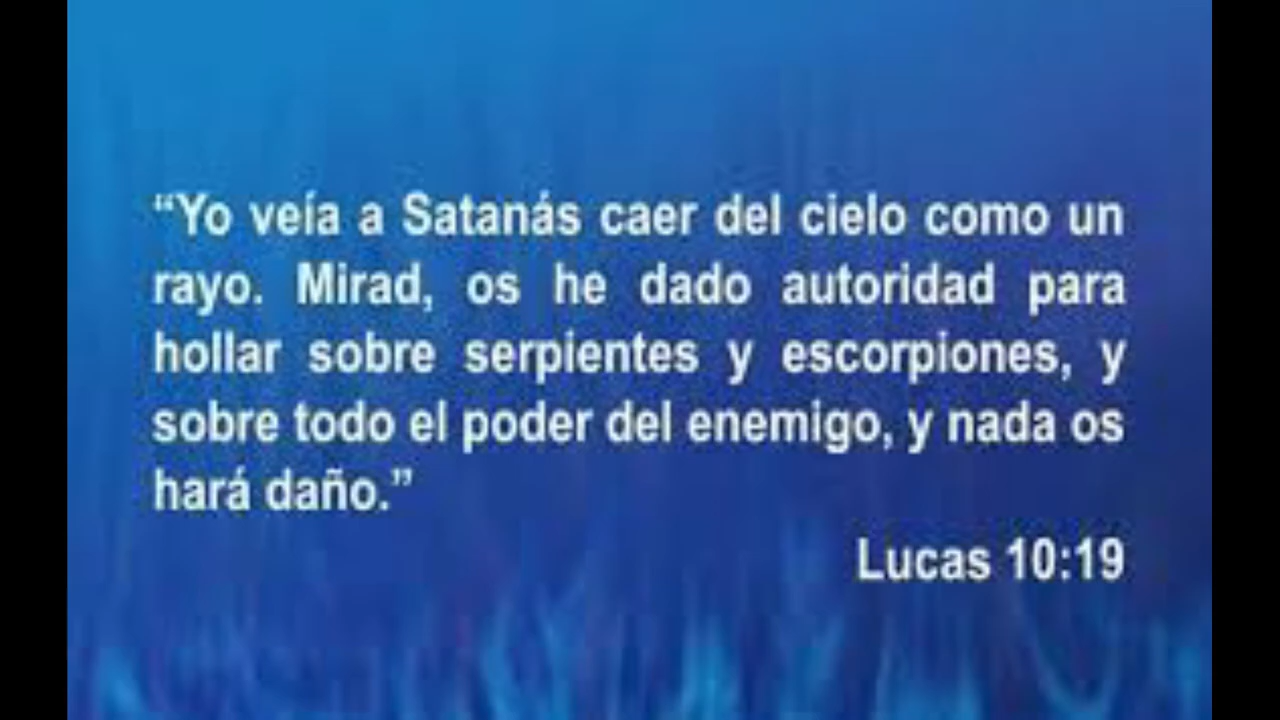 “Yo veía a Satanás caer del cielo como un
rayo. Mirad, os he dado autoridad para
hollar sobre serpientes y escorpiones, y
sobre todo el poder del enemigo, y nada os
hará daño.”
Lucas 10:19